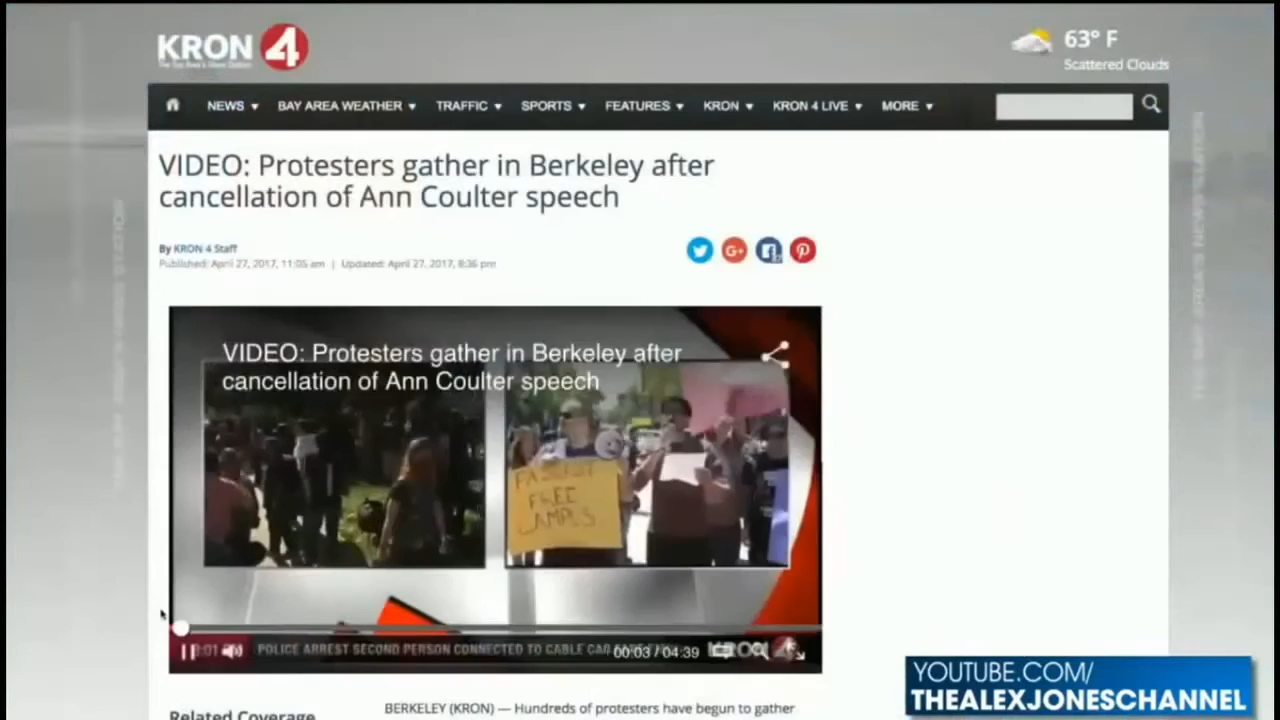 KRON 4
63° F
Scattered Clouds
NEWS
BAY AREA WEATHER
TRAFFIC
SPORTS
FEATURES
KRON
KRON 4 LIVE
MORE
VIDEO: Protesters gather in Berkeley after
cancellation of Ann Coulter speech
By KRON 4 Staff
Published: April 27, 2017, 11:05 am | Updated: April 27, 2017, 8:36 pm
VIDEO: Protesters gather in Berkeley after
cancellation of Ann Coulter speech
FREE
POLICE ARREST SECOND PERSON CONNECTED TO CABLE CAR
00:03 / 04:39
KRON 4
Related Coverage
BERKELEY (KRON) — Hundreds of protesters have begun to gather
YOUTUBE.COM/
THEALEXJONESCHANNEL